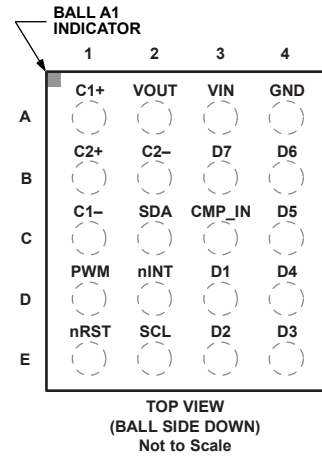 BALL A1
INDICATOR
1 2 3 4
C1+ VOUT VIN GND
A
C2+ C2– D7 D6
B
C1– SDA CMP_IN D5
C
PWM nINT D1 D4
D
nRST SCL D2 D3
E
TOP VIEW
(BALL SIDE DOWN)
Not to Scale